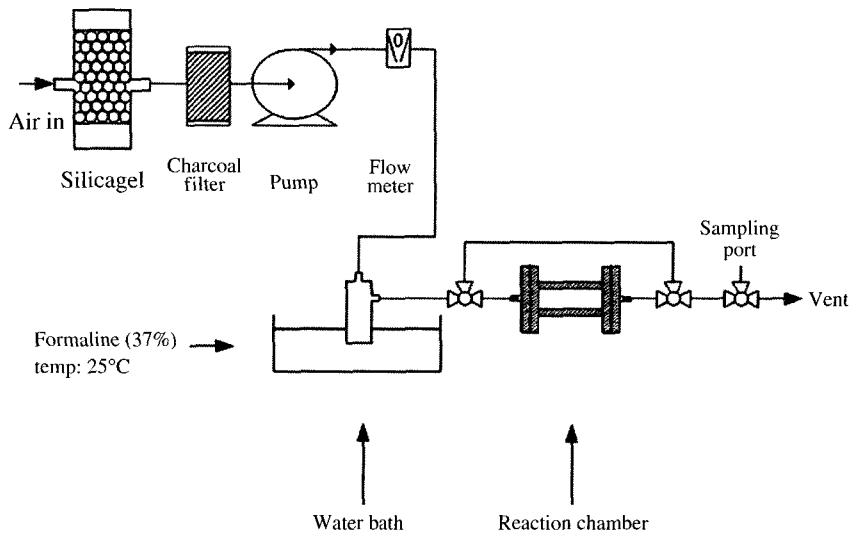 Air in
Silicagel
Charcoal
filter
Pump
Flow
meter
Sampling
port
Vent
Formaline (37%)
temp: 25°C
Water bath
Reaction chamber